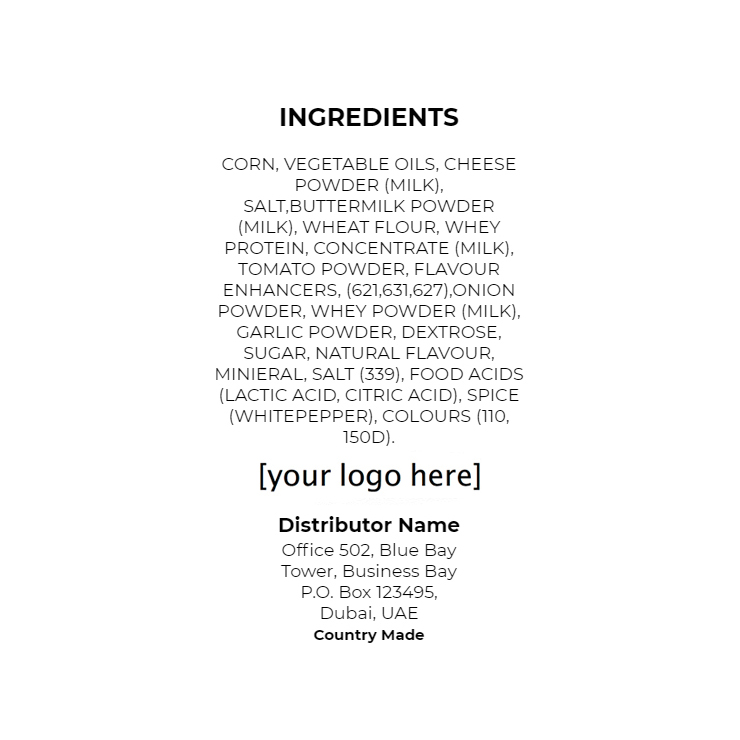 INGREDIENTS
CORN, VEGETABLE OILS, CHEESE
POWDER (MILK),
SALT,BUTTERMILK POWDER
(MILK), WHEAT FLOUR, WHEY
PROTEIN, CONCENTRATE (MILK),
TOMATO POWDER, FLAVOUR
ENHANCERS, (621,631,627),ONION
POWDER, WHEY POWDER (MILK),
GARLIC POWDER, DEXTROSE,
SUGAR, NATURAL FLAVOUR,
MINIERAL, SALT (339), FOOD ACIDS
(LACTIC ACID, CITRIC ACID), SPICE
(WHITEPEPPER), COLOURS (110,
150D).
[your logo here]
Distributor Name
Office 502, Blue Bay
Tower, Business Bay
P.O. Box 123495,
Dubai, UAE
Country Made